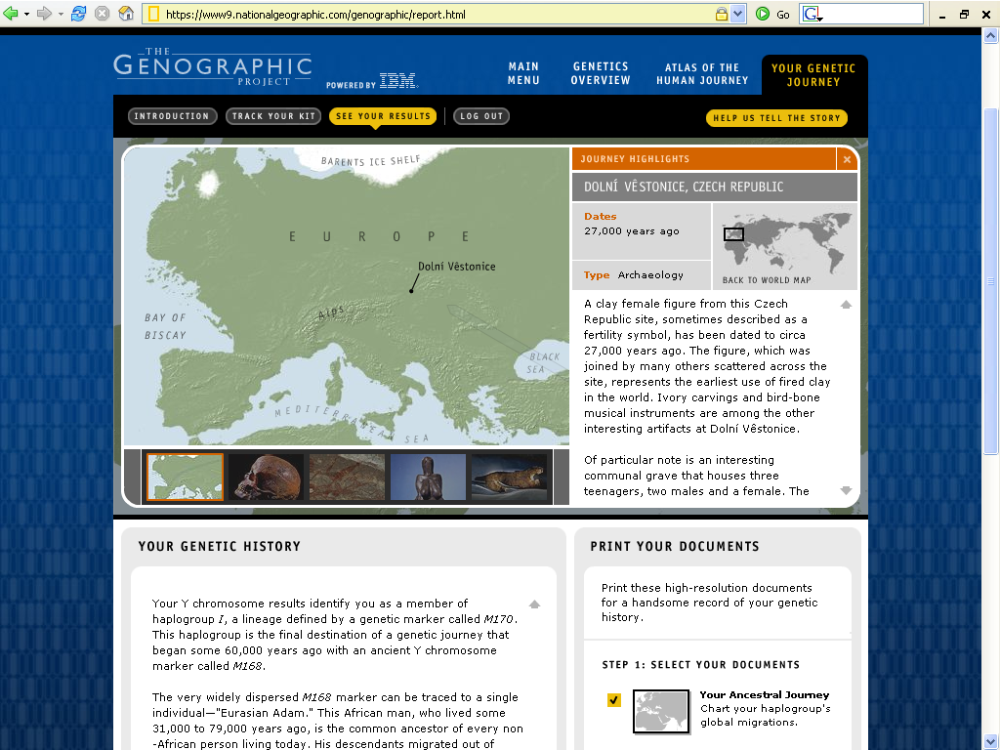 https://www9.nationalgeographic.com/genographic/report.html
Go
G
THE
GENOGRAPHIC
PROJECT
POWERED BY IBM
MAIN
MENU
GENETICS
OVERVIEW
ATLAS OF THE
HUMAN JOURNEY
YOUR GENETIC
JOURNEY
INTRODUCTION
TRACK YOUR KIT
SEE YOUR RESULTS
LOG OUT
HELP US TELL THE STORY
BARENTS ICE SHELF
EUROPE
Dolní Vêstonice
Alps
BAY OF
BISCAY
BLACK
SEA
MEDITERRANEAN SEA
JOURNEY HIGHLIGHTS
DOLNÍ VÊSTONICE, CZECH REPUBLIC
Dates
27,000 years ago
Type Archaeology
BACK TO WORLD MAP
A clay female figure from this Czech
Republic site, sometimes described as a
fertility symbol, has been dated to circa
27,000 years ago. The figure, which was
joined by many others scattered across the
site, represents the earliest use of fired clay
in the world. Ivory carvings and bird-bone
musical instruments are among the other
interesting artifacts at Dolní Vêstonice.
Of particular note is an interesting
communal grave that houses three
teenagers, two males and a female. The
YOUR GENETIC HISTORY
Your Y chromosome results identify you as a member of
haplogroup I, a lineage defined by a genetic marker called M170.
This haplogroup is the final destination of a genetic journey that
began some 60,000 years ago with an ancient Y chromosome
marker called M168.
The very widely dispersed M168 marker can be traced to a single
individual—"Eurasian Adam." This African man, who lived some
31,000 to 79,000 years ago, is the common ancestor of every non
-African person living today. His descendants migrated out of
PRINT YOUR DOCUMENTS
Print these high-resolution documents
for a handsome record of your genetic
history.
STEP 1: SELECT YOUR DOCUMENTS
Your Ancestral Journey
Chart your haplogroup's
global migrations.